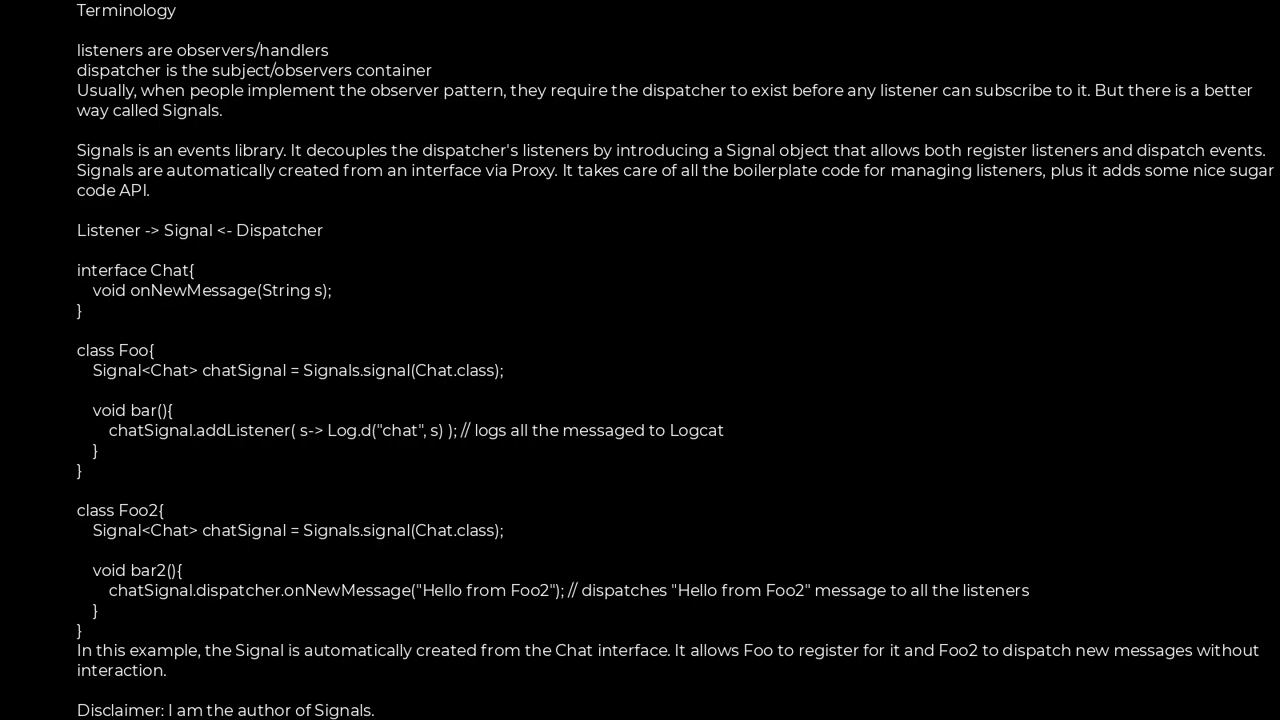 Terminology
listeners are observers/handlers
dispatcher is the subject/observers container
Usually, when people implement the observer pattern, they require the dispatcher to exist before any listener can subscribe to it. But there is a better
way called Signals.
Signals is an events library. It decouples the dispatcher's listeners by introducing a Signal object that allows both register listeners and dispatch events.
Signals are automatically created from an interface via Proxy. It takes care of all the boilerplate code for managing listeners, plus it adds some nice sugar
code API.
Listener -> Signal <- Dispatcher
interface Chat{
    void onNewMessage(String s);
}
class Foo{
    Signal<Chat> chatSignal = Signals.signal(Chat.class);
    void bar(){
        chatSignal.addListener( s-> Log.d("chat", s) ); // logs all the messaged to Logcat
    }
}
class Foo2{
    Signal<Chat> chatSignal = Signals.signal(Chat.class);
    void bar2(){
        chatSignal.dispatcher.onNewMessage("Hello from Foo2"); // dispatches "Hello from Foo2" message to all the listeners
    }
}
In this example, the Signal is automatically created from the Chat interface. It allows Foo to register for it and Foo2 to dispatch new messages without
interaction.
Disclaimer: I am the author of Signals.